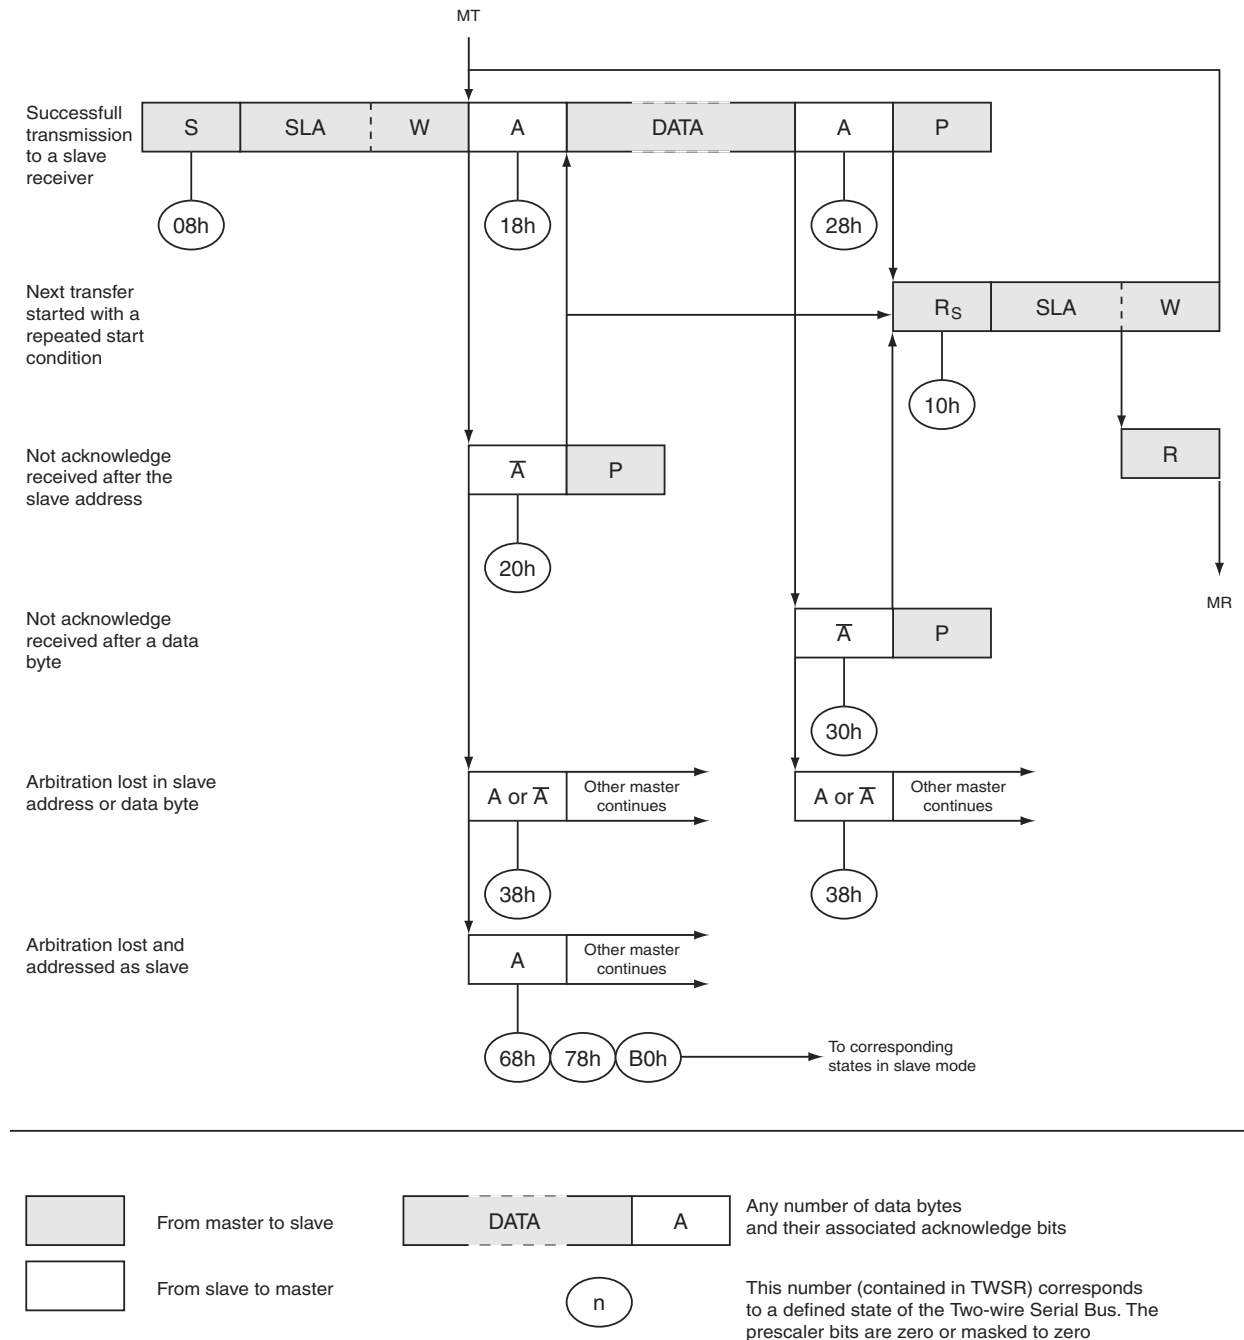 MT
Successfull
transmission
to a slave
receiver
S SLA W A DATA A P
08h 18h 28h
Next transfer
started with a
repeated start
condition
RS SLA W
10h
Not acknowledge
received after the
slave address
A̅ P
R
20h
MR
Not acknowledge
received after a data
byte
A̅ P
30h
Arbitration lost in slave
address or data byte
A or A̅ Other master
continues
A or A̅ Other master
continues
38h 38h
Arbitration lost and
addressed as slave
A Other master
continues
68h 78h B0h To corresponding
states in slave mode
From master to slave
DATA A
Any number of data bytes
and their associated acknowledge bits
From slave to master
n
This number (contained in TWSR) corresponds
to a defined state of the Two-wire Serial Bus. The
prescaler bits are zero or masked to zero